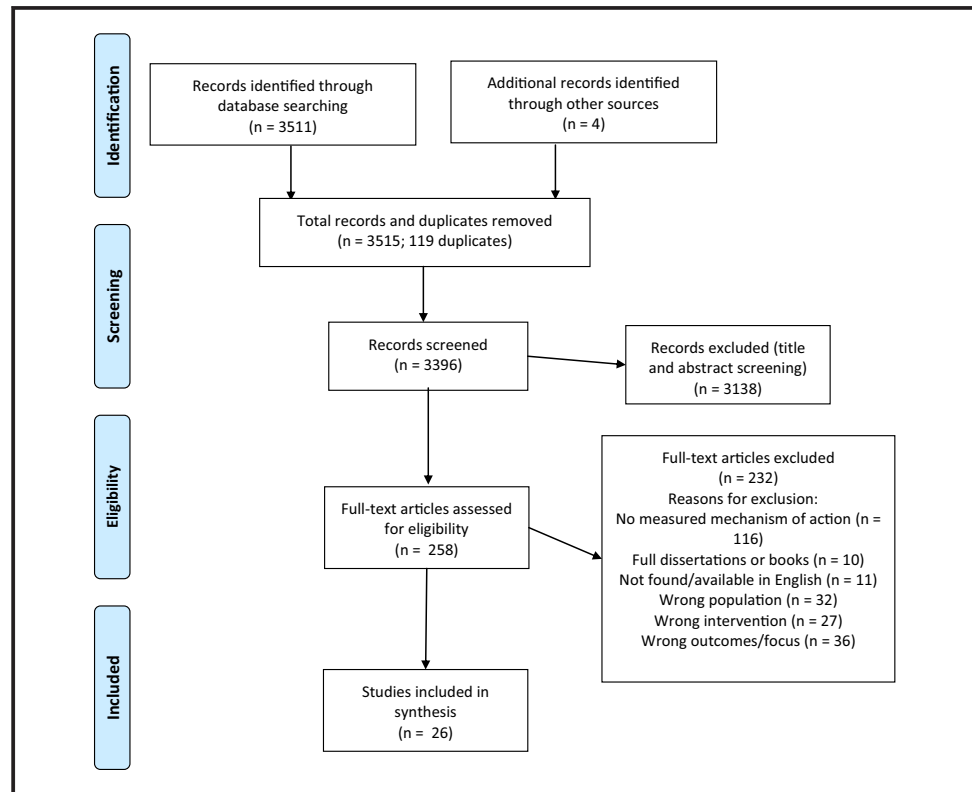 Identification
Records identified through
database searching
(n = 3511)
Additional records identified
through other sources
(n = 4)
Total records and duplicates removed
(n = 3515; 119 duplicates)
Screening
Records screened
(n = 3396)
Records excluded (title
and abstract screening)
(n = 3138)
Eligibility
Full-text articles assessed
for eligibility
(n = 258)
Full-text articles excluded
(n = 232)
Reasons for exclusion:
No measured mechanism of action (n =
116)
Full dissertations or books (n = 10)
Not found/available in English (n = 11)
Wrong population (n = 32)
Wrong intervention (n = 27)
Wrong outcomes/focus (n = 36)
Included
Studies included in
synthesis
(n = 26)